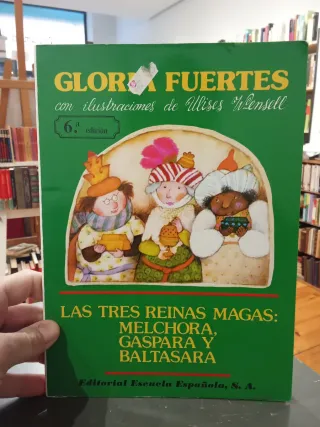 GLORIA FUERTES
con ilustraciones de Ulises Wensell
6.ª edición
LAS TRES REINAS MAGAS:
MELCHORA,
GASPARA Y
BALTASARA
Editorial Escuela Española, S. A.